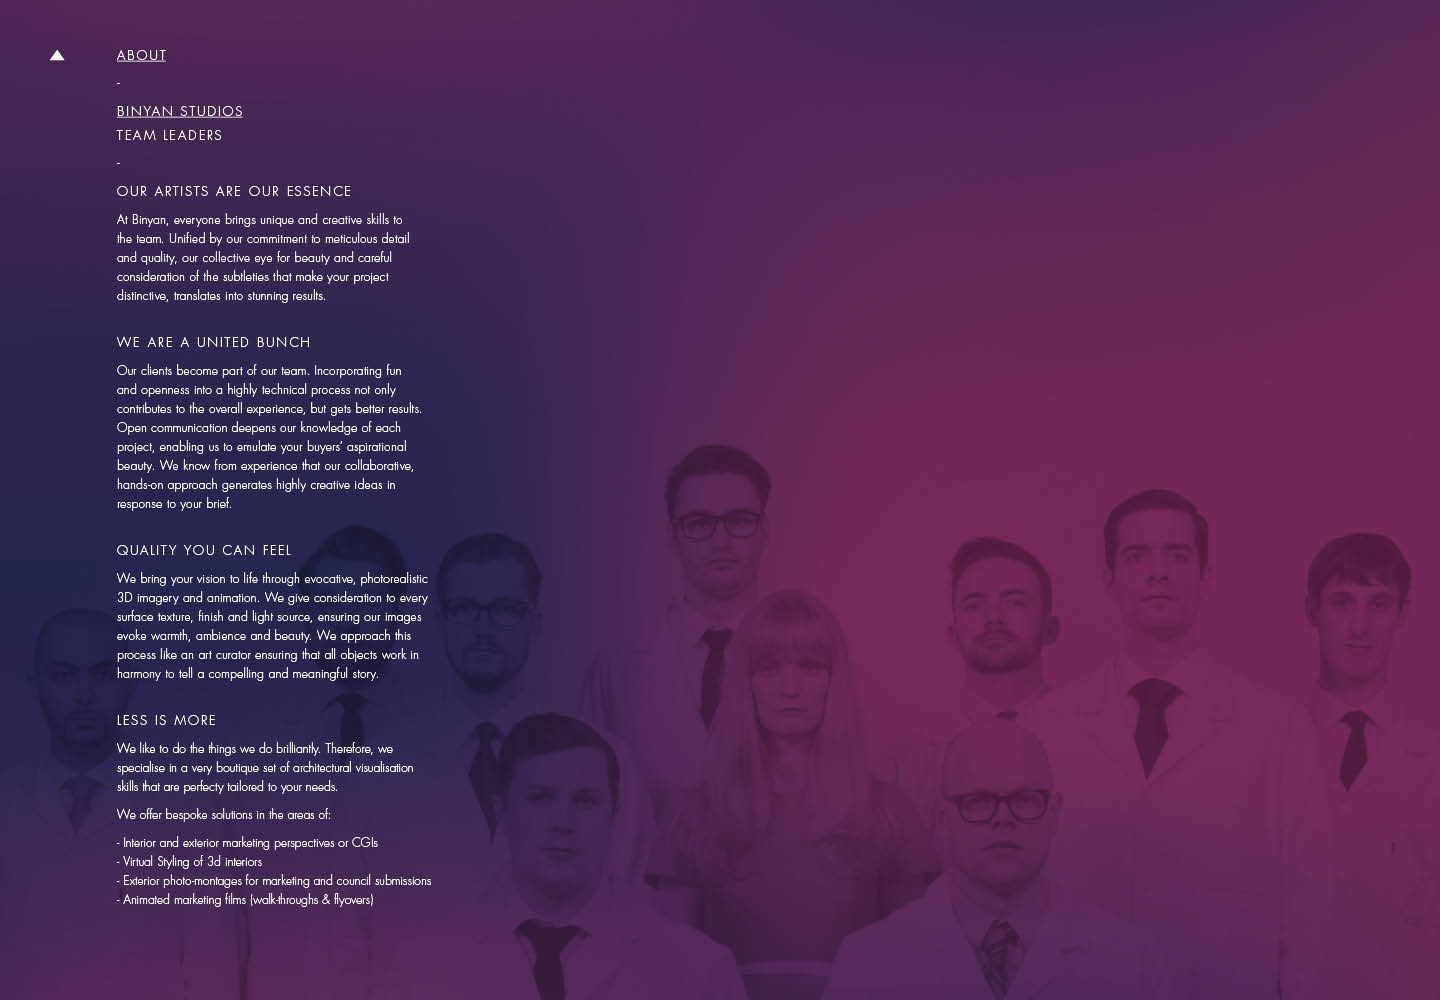 ABOUT
-
BINYAN STUDIOS
TEAM LEADERS
-
OUR ARTISTS ARE OUR ESSENCE
At Binyan, everyone brings unique and creative skills to
the team. Unified by our commitment to meticulous detail
and quality, our collective eye for beauty and careful
consideration of the subtleties that make your project
distinctive, translates into stunning results.
WE ARE A UNITED BUNCH
Our clients become part of our team. Incorporating fun
and openness into a highly technical process not only
contributes to the overall experience, but gets better results.
Open communication deepens our knowledge of each
project, enabling us to emulate your buyers' aspirational
beauty. We know from experience that our collaborative,
hands-on approach generates highly creative ideas in
response to your brief.
QUALITY YOU CAN FEEL
We bring your vision to life through evocative, photorealistic
3D imagery and animation. We give consideration to every
surface texture, finish and light source, ensuring our images
evoke warmth, ambience and beauty. We approach this
process like an art curator ensuring that all objects work in
harmony to tell a compelling and meaningful story.
LESS IS MORE
We like to do the things we do brilliantly. Therefore, we
specialise in a very boutique set of architectural visualisation
skills that are perfecty tailored to your needs.
We offer bespoke solutions in the areas of:
- Interior and exterior marketing perspectives or CGIs
- Virtual Styling of 3d interiors
- Exterior photo-montages for marketing and council submissions
- Animated marketing films (walk-throughs & flyovers)